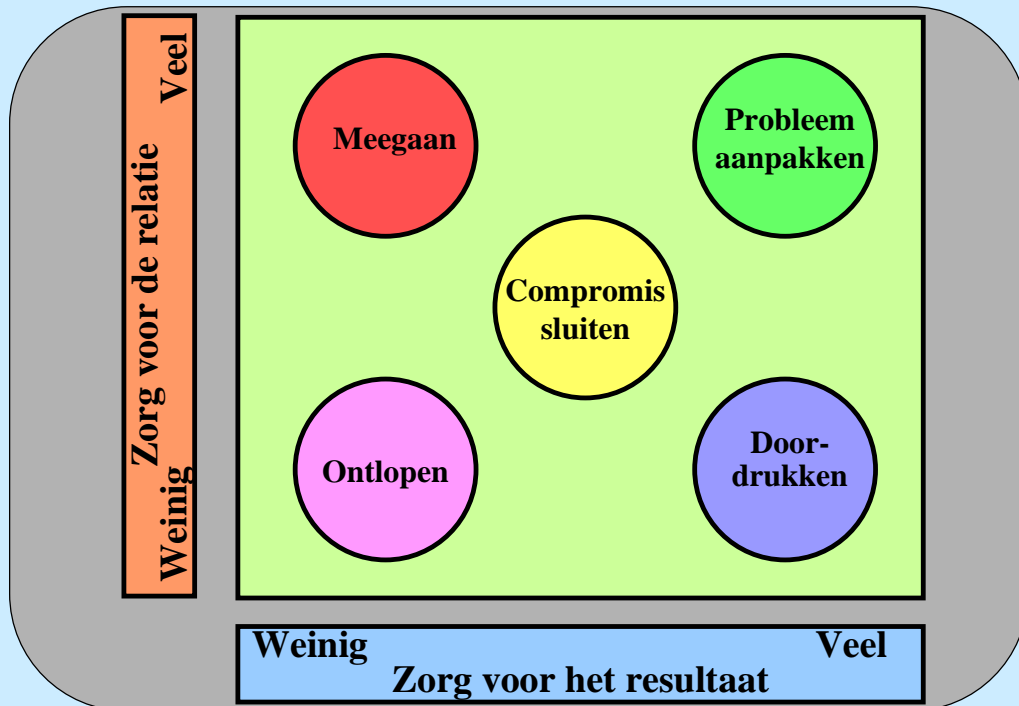 Veel
Zorg voor de relatie
Weinig
Meegaan
Probleem
aanpakken
Compromis
sluiten
Ontlopen
Door-
drukken
Weinig
Veel
Zorg voor het resultaat